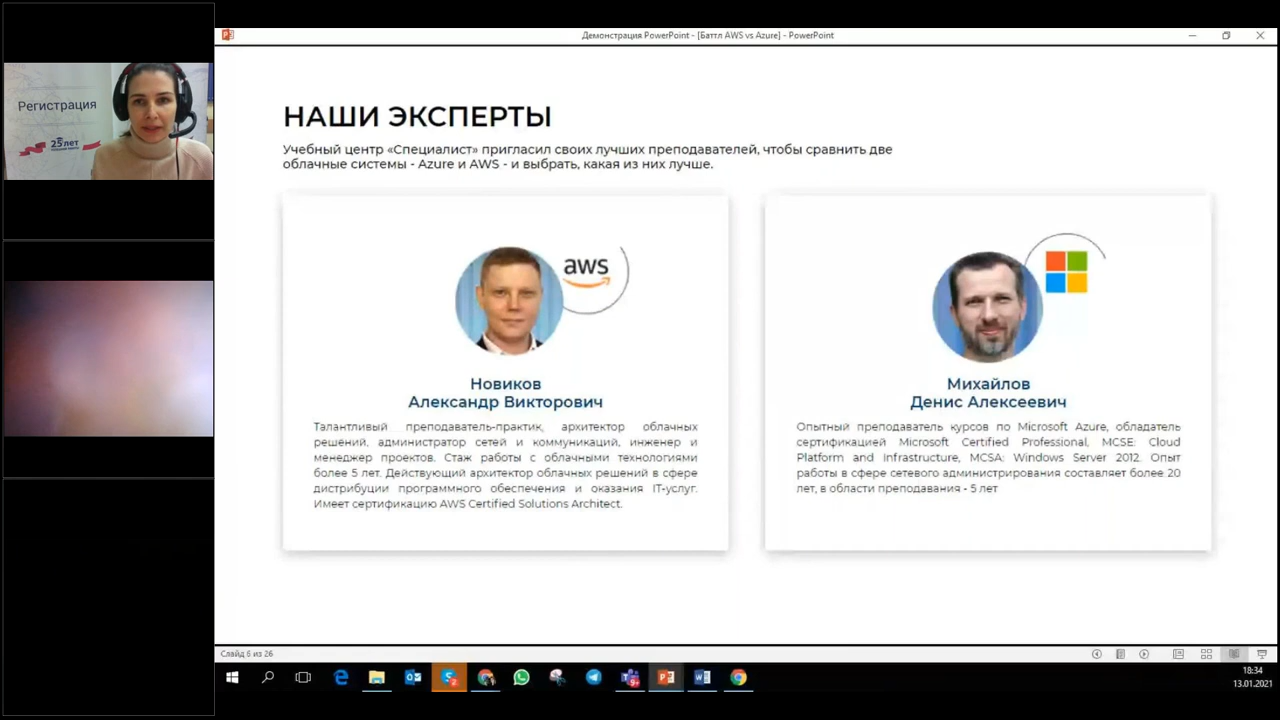 Демонстрация PowerPoint - [Баттл AWS vs Azure] - PowerPoint
Регистрация
25 лет
НАШИ ЭКСПЕРТЫ
Учебный центр «Специалист» пригласил своих лучших преподавателей, чтобы сравнить две
облачные системы - Azure и AWS - и выбрать, какая из них лучше.
aws
Новиков
Александр Викторович
Талантливый преподаватель-практик, архитектор облачных
решений, администратор сетей и коммуникаций, инженер и
менеджер проектов. Стаж работы с облачными технологиями
более 5 лет. Действующий архитектор облачных решений в сфере
дистрибуции программного обеспечения и оказания IT-услуг.
Имеет сертификацию AWS Certified Solutions Architect.
Михайлов
Денис Алексеевич
Опытный преподаватель курсов по Microsoft Azure, обладатель
сертификацией Microsoft Certified Professional, MCSE: Cloud
Platform and Infrastructure, MCSA: Windows Server 2012. Опыт
работы в сфере сетевого администрирования составляет более 20
лет, в области преподавания - 5 лет
Слайд 6 из 26
18:34
13.01.2021